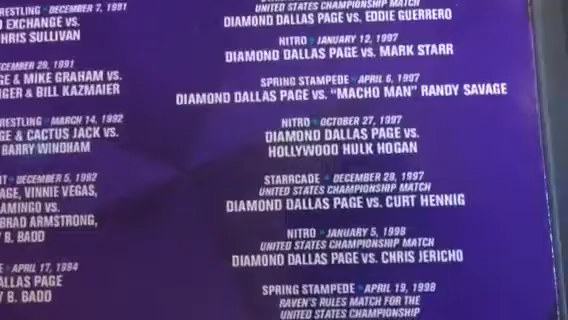 RESTLING • DECEMBER 7, 1991
EXCHANGE VS.
HRIS SULLIVAN
ECEMBER 29, 1991
GE & MIKE GRAHAM VS.
GER & BILL KAZMAIER
RESTLING • MARCH 14, 1992
GE & CACTUS JACK VS.
BARRY WINDHAM
T • DECEMBER 5, 1992
AGE, VINNIE VEGAS,
AMINGO VS.
BRAD ARMSTRONG,
Y B. BADD
E • APRIL 17, 1994
ALLAS PAGE
Y B. BADD
UNITED STATES CHAMPIONSHIP MATCH
DIAMOND DALLAS PAGE VS. EDDIE GUERRERO
NITRO • JANUARY 12, 1997
DIAMOND DALLAS PAGE VS. MARK STARR
SPRING STAMPEDE • APRIL 6, 1997
DIAMOND DALLAS PAGE VS. "MACHO MAN" RANDY SAVAGE
NITRO • OCTOBER 27, 1997
DIAMOND DALLAS PAGE VS.
HOLLYWOOD HULK HOGAN
STARRCADE • DECEMBER 28, 1997
UNITED STATES CHAMPIONSHIP MATCH
DIAMOND DALLAS PAGE VS. CURT HENNIG
NITRO • JANUARY 5, 1998
UNITED STATES CHAMPIONSHIP MATCH
DIAMOND DALLAS PAGE VS. CHRIS JERICHO
SPRING STAMPEDE • APRIL 19, 1998
RAVEN'S RULES MATCH FOR THE
UNITED STATES CHAMPIONSHIP